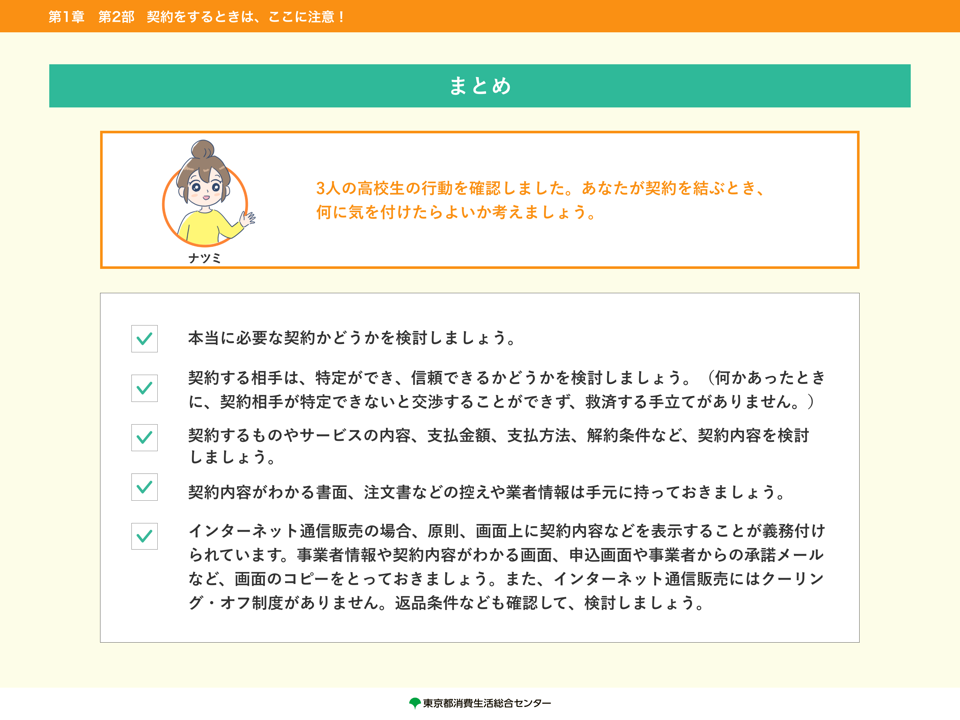 第1章　第2部　契約をするときは、ここに注意！
まとめ
3人の高校生の行動を確認しました。あなたが契約を結ぶとき、
何に気を付けたらよいか考えましょう。
ナツミ
本当に必要な契約かどうかを検討しましょう。
契約する相手は、特定ができ、信頼できるかどうかを検討しましょう。（何かあったとき
に、契約相手が特定できないと交渉することができず、救済する手立てがありません。）
契約するものやサービスの内容、支払金額、支払方法、解約条件など、契約内容を検討
しましょう。
契約内容がわかる書面、注文書などの控えや業者情報は手元に持っておきましょう。
インターネット通信販売の場合、原則、画面上に契約内容などを表示することが義務付け
られています。事業者情報や契約内容がわかる画面、申込画面や事業者からの承諾メール
など、画面のコピーをとっておきましょう。また、インターネット通信販売にはクーリン
グ・オフ制度がありません。返品条件なども確認して、検討しましょう。
東京都消費生活総合センター